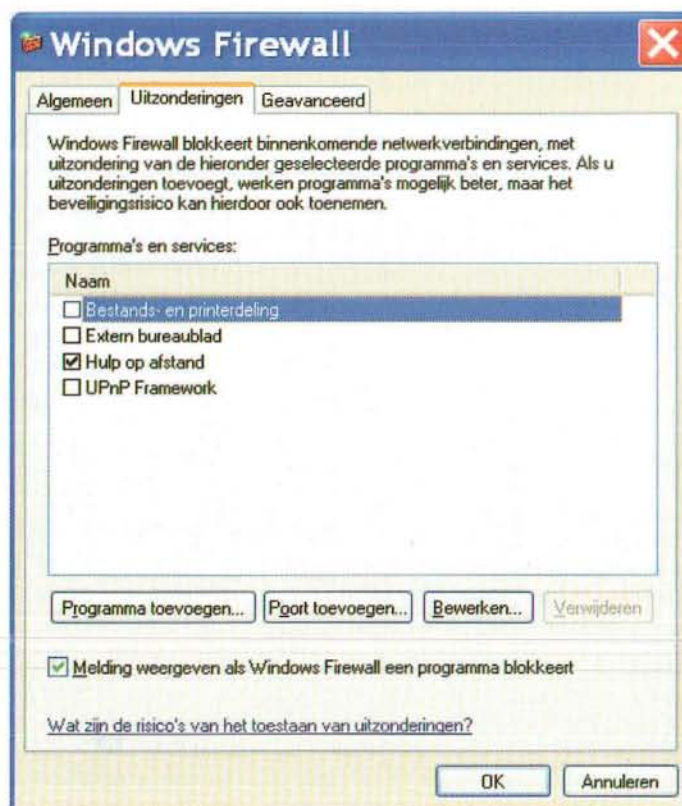 Windows Firewall
Algemeen Uitzonderingen Geavanceerd
Windows Firewall blokkeert binnenkomende netwerkverbindingen, met
uitzondering van de hieronder geselecteerde programma's en services. Als u
uitzonderingen toevoegt, werken programma's mogelijk beter, maar het
beveiligingsrisico kan hierdoor ook toenemen.
Programma's en services:
Naam
Bestands- en printerdeling
Extern bureaublad
Hulp op afstand
UPnP Framework
Programma toevoegen... Poort toevoegen... Bewerken... Verwijderen
Melding weergeven als Windows Firewall een programma blokkeert
Wat zijn de risico's van het toestaan van uitzonderingen?
OK Annuleren